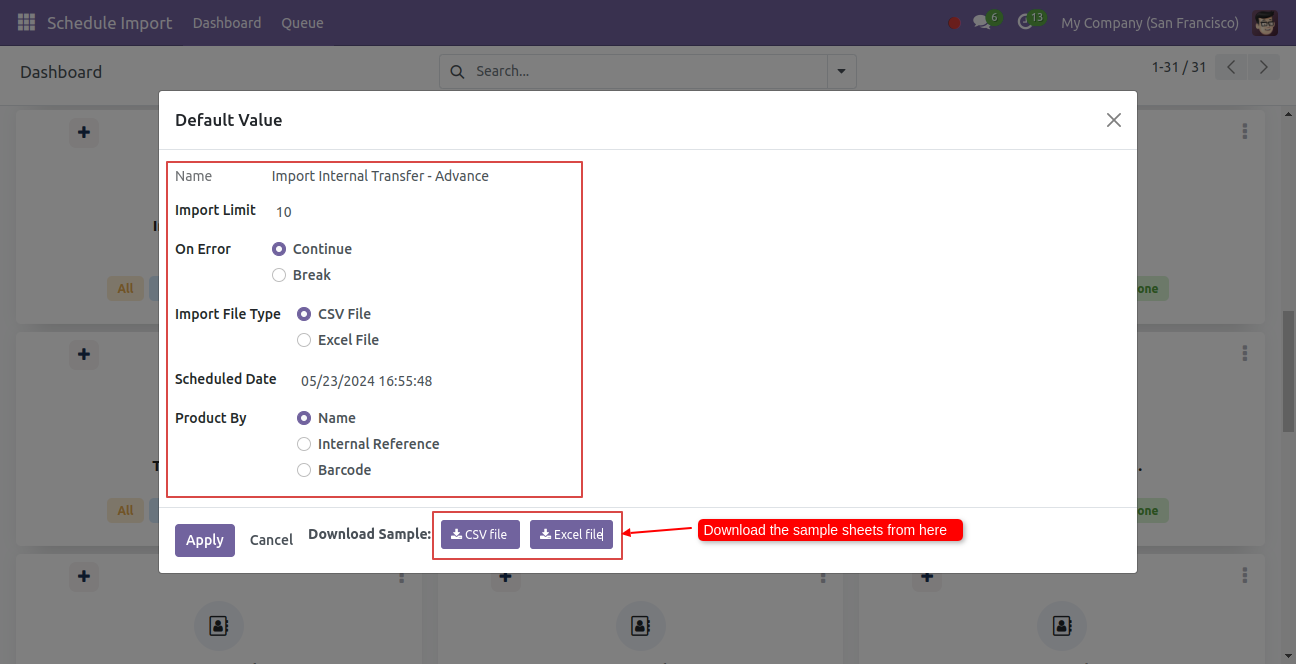 Schedule Import Dashboard Queue 6 13 My Company (San Francisco)
Dashboard Search... 1-31 / 31
Default Value
Name Import Internal Transfer - Advance
Import Limit 10
On Error Continue
Break
All
one
Import File Type CSV File
Excel File
Scheduled Date 05/23/2024 16:55:48
Product By Name
Internal Reference
Barcode
All
one
Apply Cancel Download Sample: CSV file Excel file Download the sample sheets from here